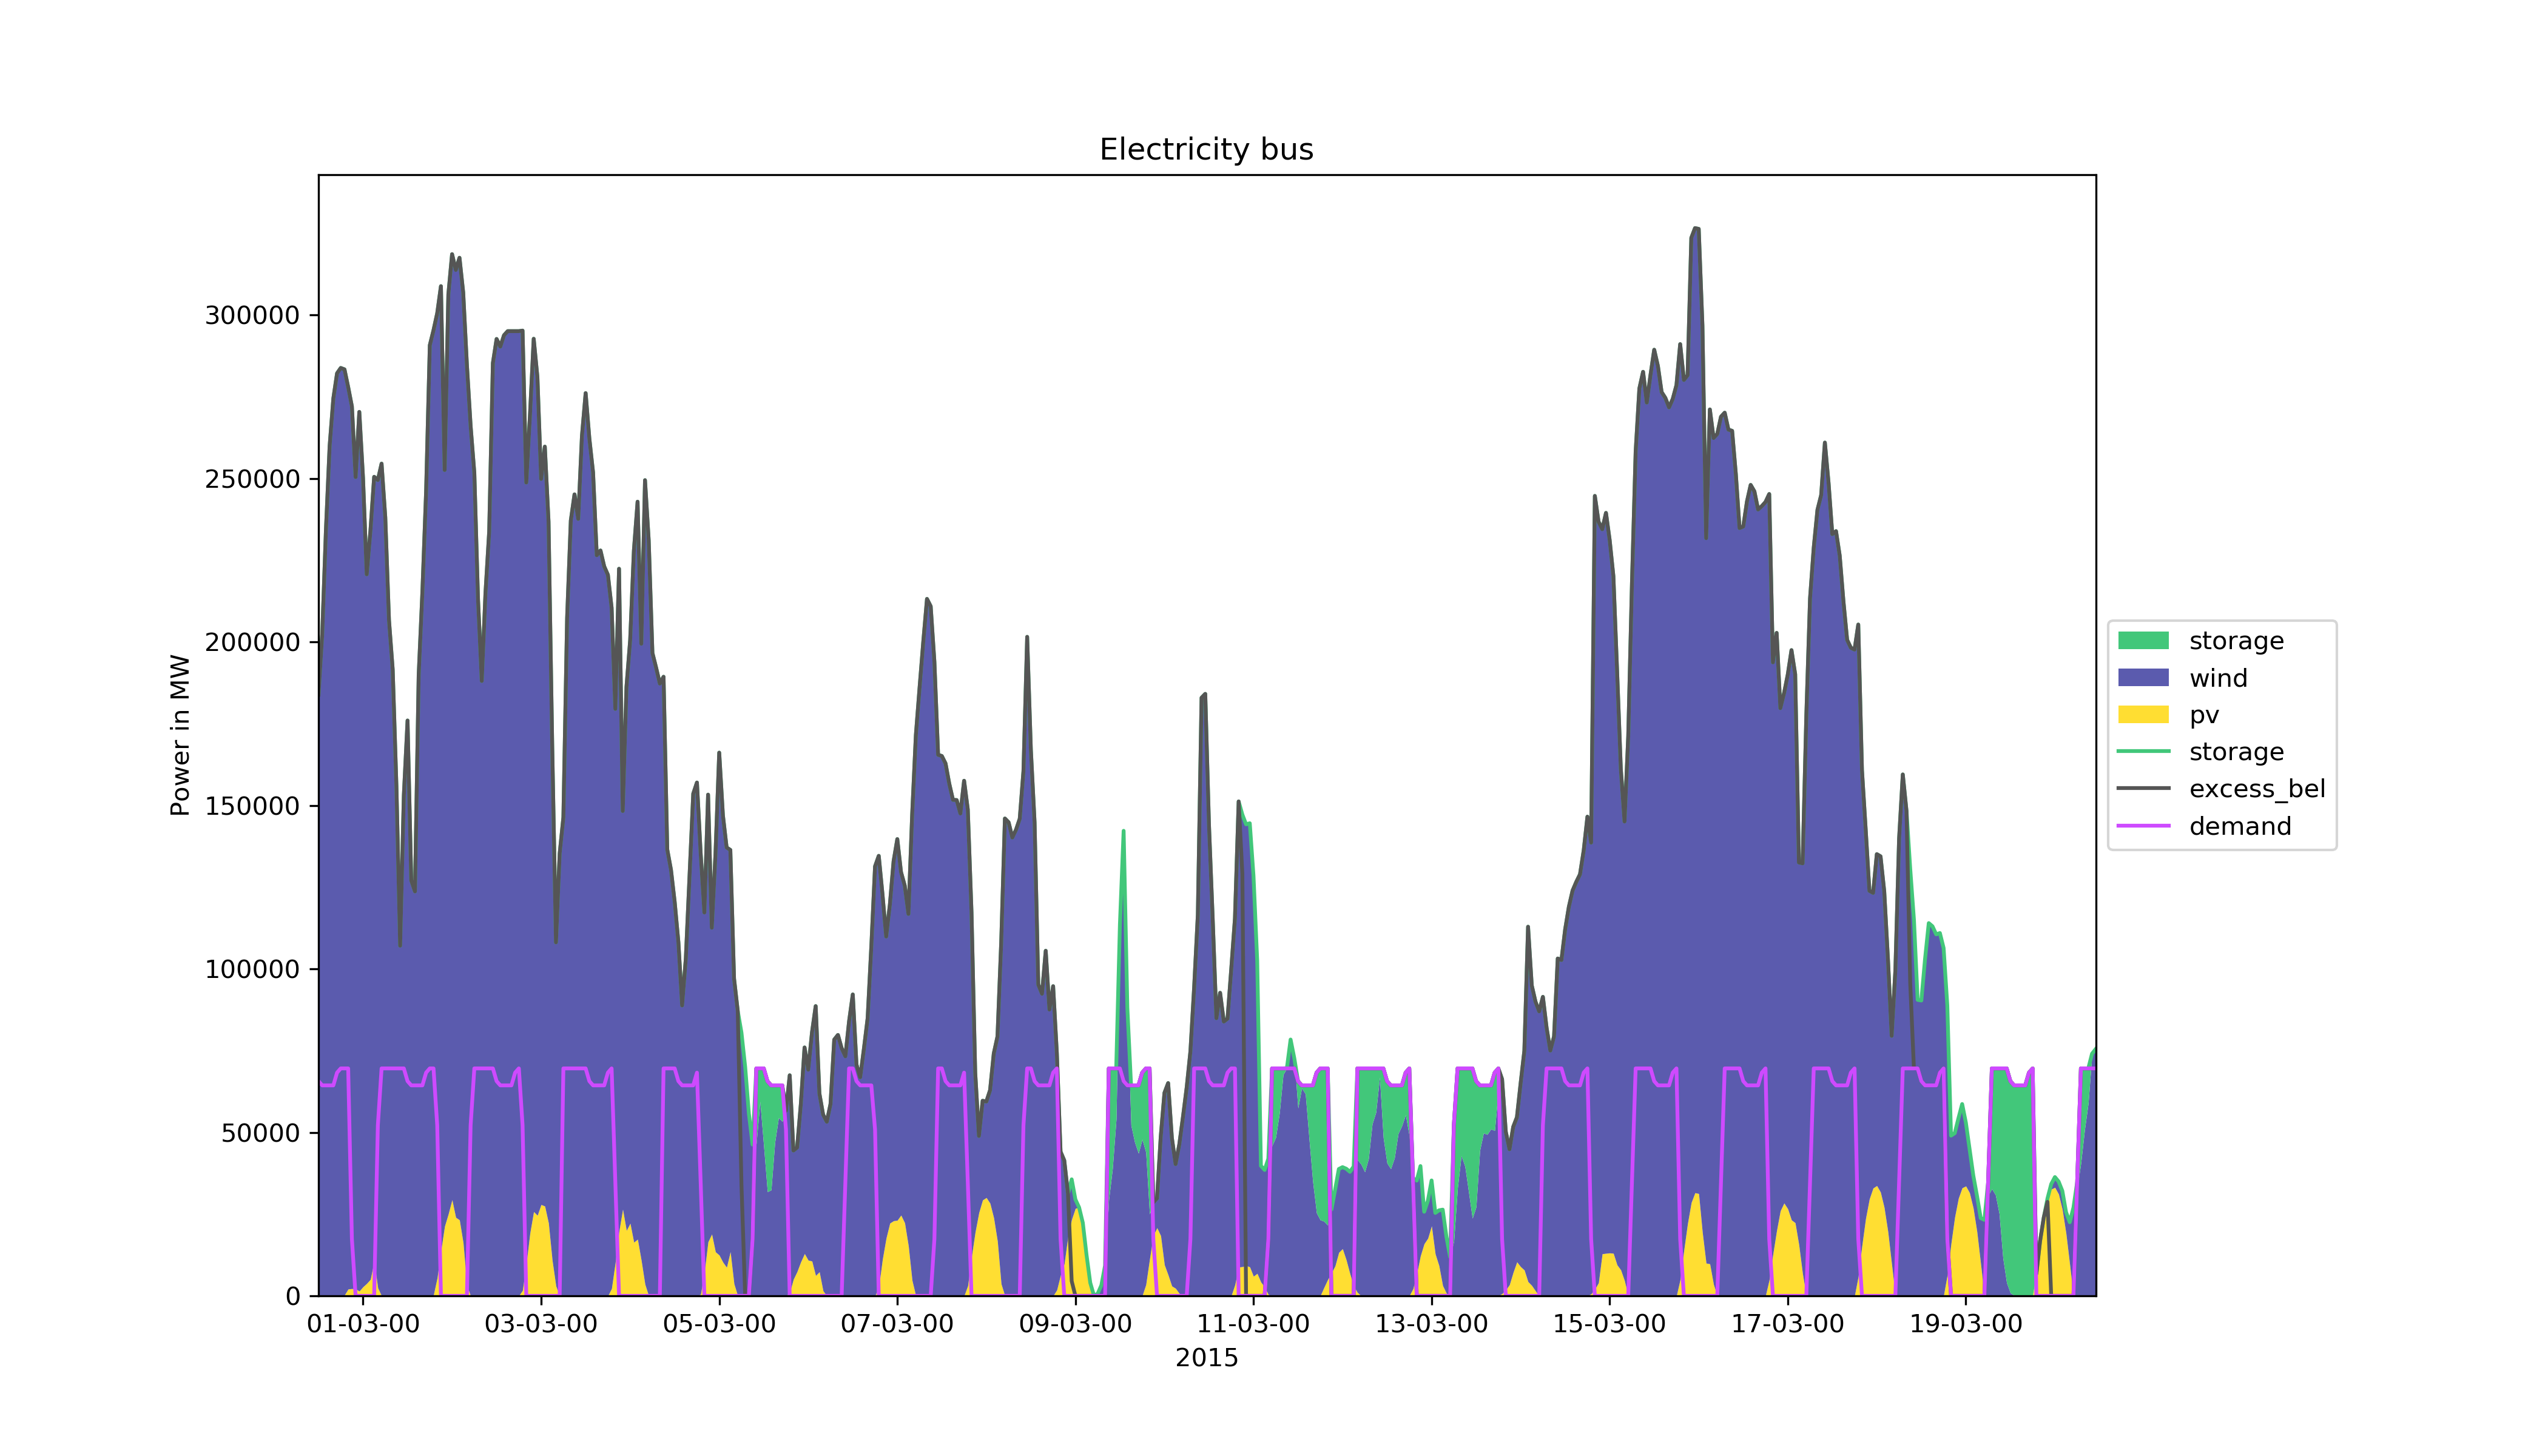 Electricity bus
Power in MW
300000
250000
200000
150000
100000
50000
0
01-03-00 03-03-00 05-03-00 07-03-00 09-03-00 11-03-00 13-03-00 15-03-00 17-03-00 19-03-00
2015
storage
wind
pv
storage
excess_bel
demand